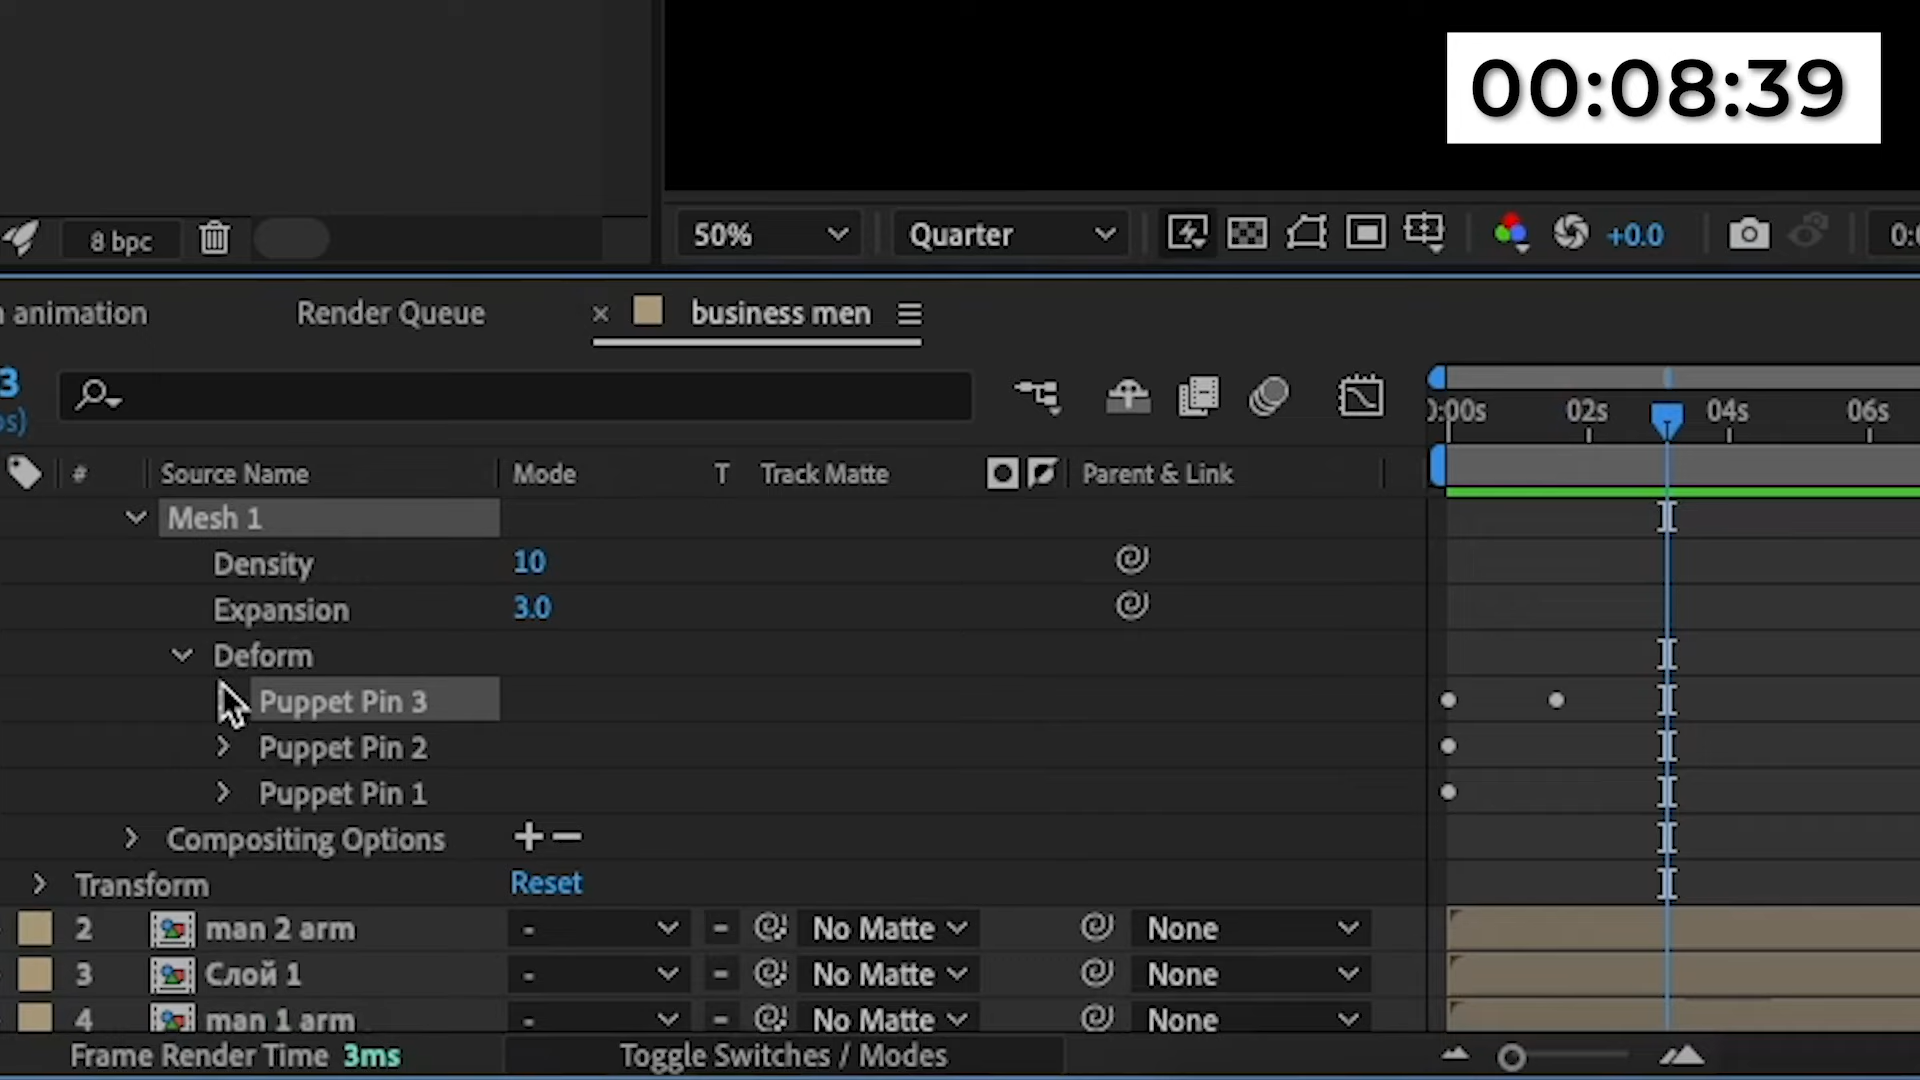 00:08:39
8 bpc
50%
Quarter
+0.0
animation
Render Queue
× business men
3
s)
0:00s 02s 04s 06s
# Source Name Mode T Track Matte Parent & Link
Mesh 1
Density 10
Expansion 3.0
Deform
Puppet Pin 3
Puppet Pin 2
Puppet Pin 1
Compositing Options + −
Transform Reset
2 man 2 arm - No Matte None
3 Слой 1 - No Matte None
4 man 1 arm - No Matte None
Frame Render Time 3ms Toggle Switches / Modes